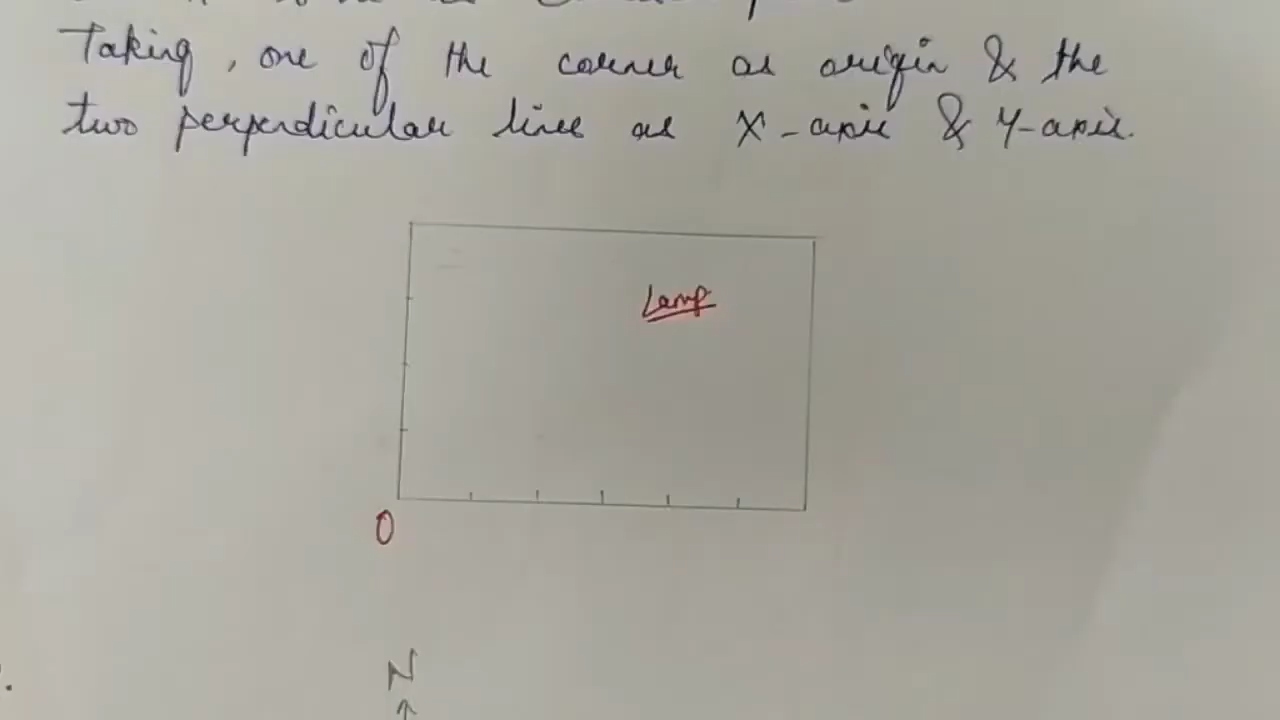 Taking, one of the corner as origin & the
two perpendicular lines as X-axis & Y-axis.
Lamp
O
N